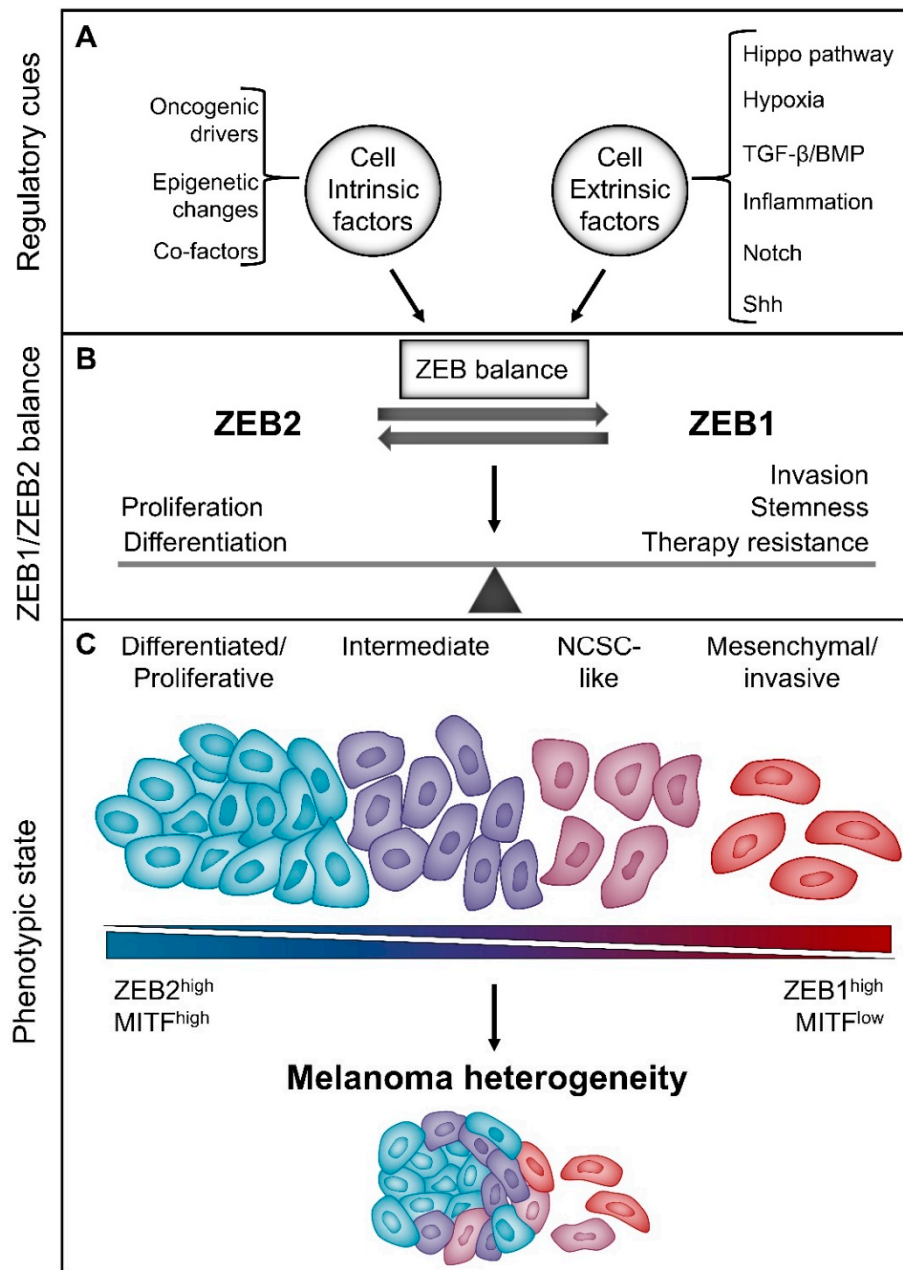 Regulatory cues
A
Oncogenic
drivers
Epigenetic
changes
Co-factors
Cell
Intrinsic
factors
Cell
Extrinsic
factors
Hippo pathway
Hypoxia
TGF-β/BMP
Inflammation
Notch
Shh
ZEB1/ZEB2 balance
B
ZEB balance
ZEB2
ZEB1
Proliferation
Differentiation
Invasion
Stemness
Therapy resistance
Phenotypic state
C
Differentiated/
Proliferative
Intermediate
NCSC-
like
Mesenchymal/
invasive
ZEB2high
MITFhigh
ZEB1high
MITFlow
Melanoma heterogeneity